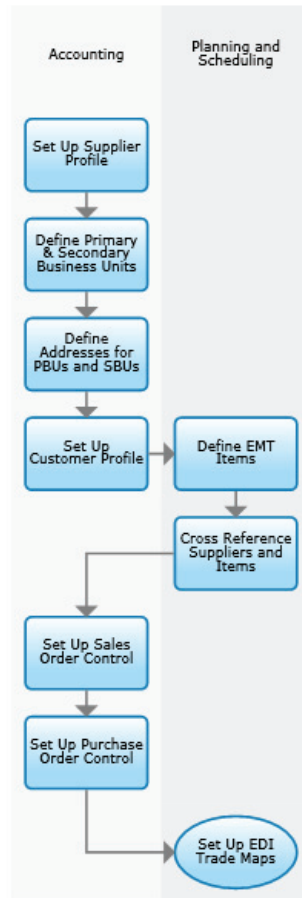 Accounting
Planning and
Scheduling
Set Up Supplier
Profile
Define Primary
& Secondary
Business Units
Define
Addresses for
PBUs and SBUs
Set Up
Customer Profile
Define EMT
Items
Cross Reference
Suppliers and
Items
Set Up Sales
Order Control
Set Up Purchase
Order Control
Set Up EDI
Trade Maps